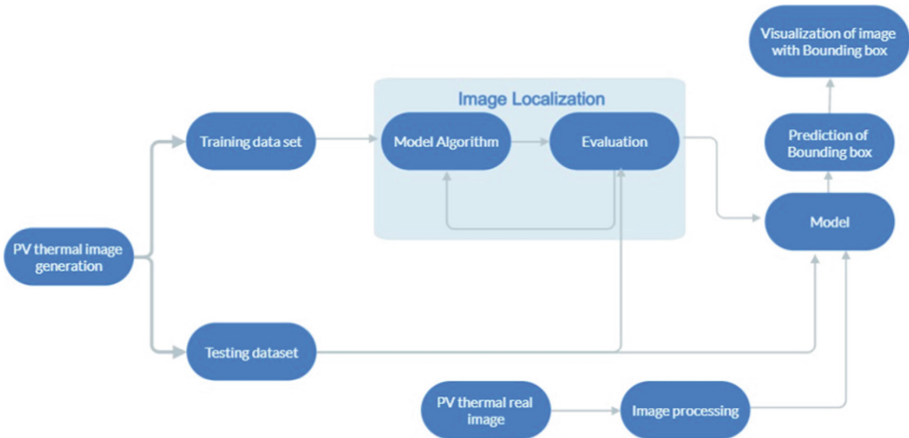 Visualization of image
with Bounding box
Image Localization
Training data set
Model Algorithm
Evaluation
Prediction of
Bounding box
Model
PV thermal image
generation
Testing dataset
PV thermal real
image
Image processing